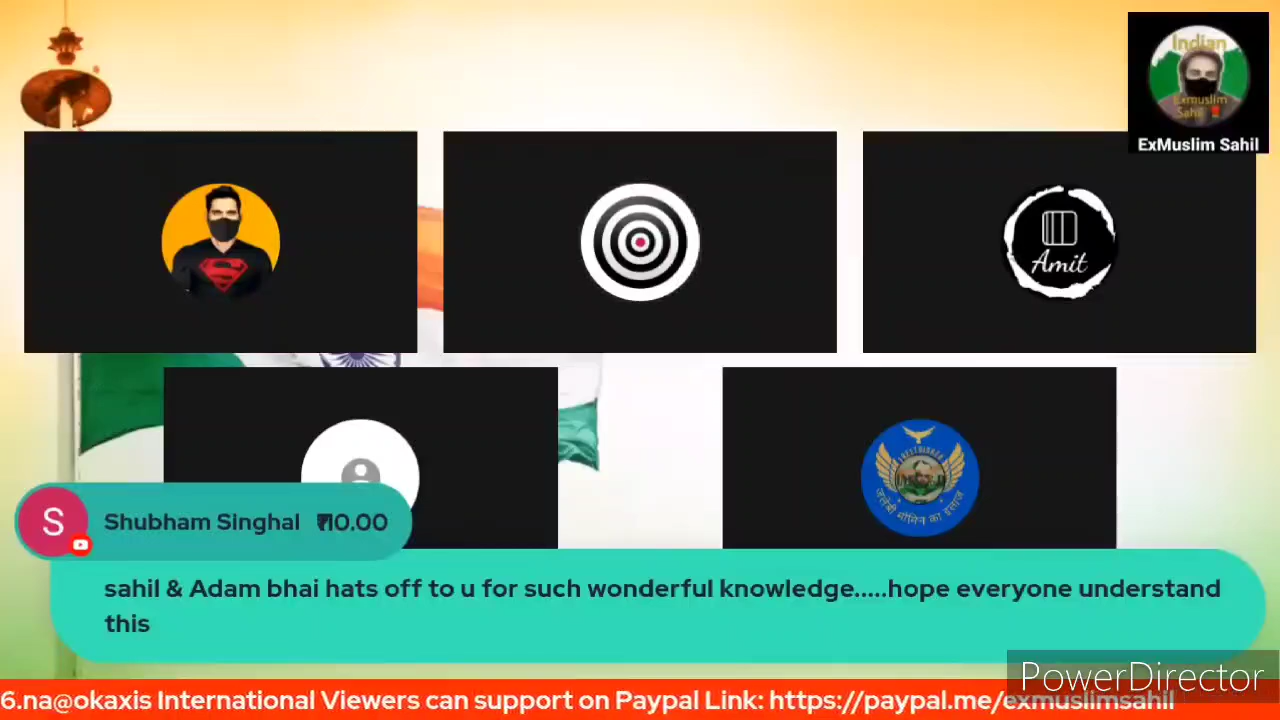 Indian
Exmuslim
Sahil
ExMuslim Sahil
Amit
जलेबी मोमिन का इलाज
S
Shubham Singhal ₹10.00
sahil & Adam bhai hats off to u for such wonderful knowledge.....hope everyone understand
this
PowerDirector
6.na@okaxis International Viewers can support on Paypal Link: https://paypal.me/exmuslimsahil